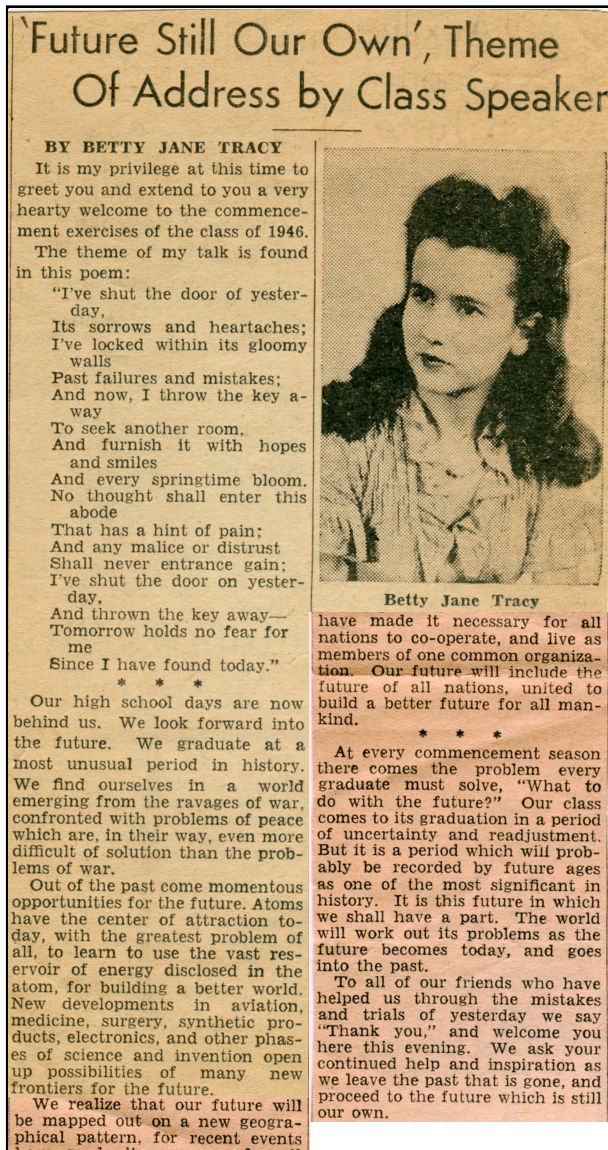 'Future Still Our Own', Theme
Of Address by Class Speaker
BY BETTY JANE TRACY
It is my privilege at this time to
greet you and extend to you a very
hearty welcome to the commence-
ment exercises of the class of 1946.
The theme of my talk is found
in this poem:
"I've shut the door of yester-
day,
Its sorrows and heartaches;
I've locked within its gloomy
walls
Past failures and mistakes;
And now, I throw the key a-
way
To seek another room,
And furnish it with hopes
and smiles
And every springtime bloom.
No thought shall enter this
abode
That has a hint of pain;
And any malice or distrust
Shall never entrance gain;
I've shut the door on yester-
day,
And thrown the key away—
Tomorrow holds no fear for
me
Since I have found today."
* * *
Our high school days are now
behind us. We look forward into
the future. We graduate at a
most unusual period in history.
We find ourselves in a world
emerging from the ravages of war,
confronted with problems of peace
which are, in their way, even more
difficult of solution than the prob-
lems of war.
Out of the past come momentous
opportunities for the future. Atoms
have the center of attraction to-
day, with the greatest problem of
all, to learn to use the vast res-
ervoir of energy disclosed in the
atom, for building a better world.
New developments in aviation,
medicine, surgery, synthetic pro-
ducts, electronics, and other phas-
es of science and invention open
up possibilities of many new
frontiers for the future.
We realize that our future will
be mapped out on a new geogra-
phical pattern, for recent events
Betty Jane Tracy
have made it necessary for all
nations to co-operate, and live as
members of one common organiza-
tion. Our future will include the
future of all nations, united to
build a better future for all man-
kind.
* * *
At every commencement season
there comes the problem every
graduate must solve, "What to
do with the future?" Our class
comes to its graduation in a period
of uncertainty and readjustment.
But it is a period which will prob-
ably be recorded by future ages
as one of the most significant in
history. It is this future in which
we shall have a part. The world
will work out its problems as the
future becomes today, and goes
into the past.
To all of our friends who have
helped us through the mistakes
and trials of yesterday we say
"Thank you," and welcome you
here this evening. We ask your
continued help and inspiration as
we leave the past that is gone, and
proceed to the future which is still
our own.